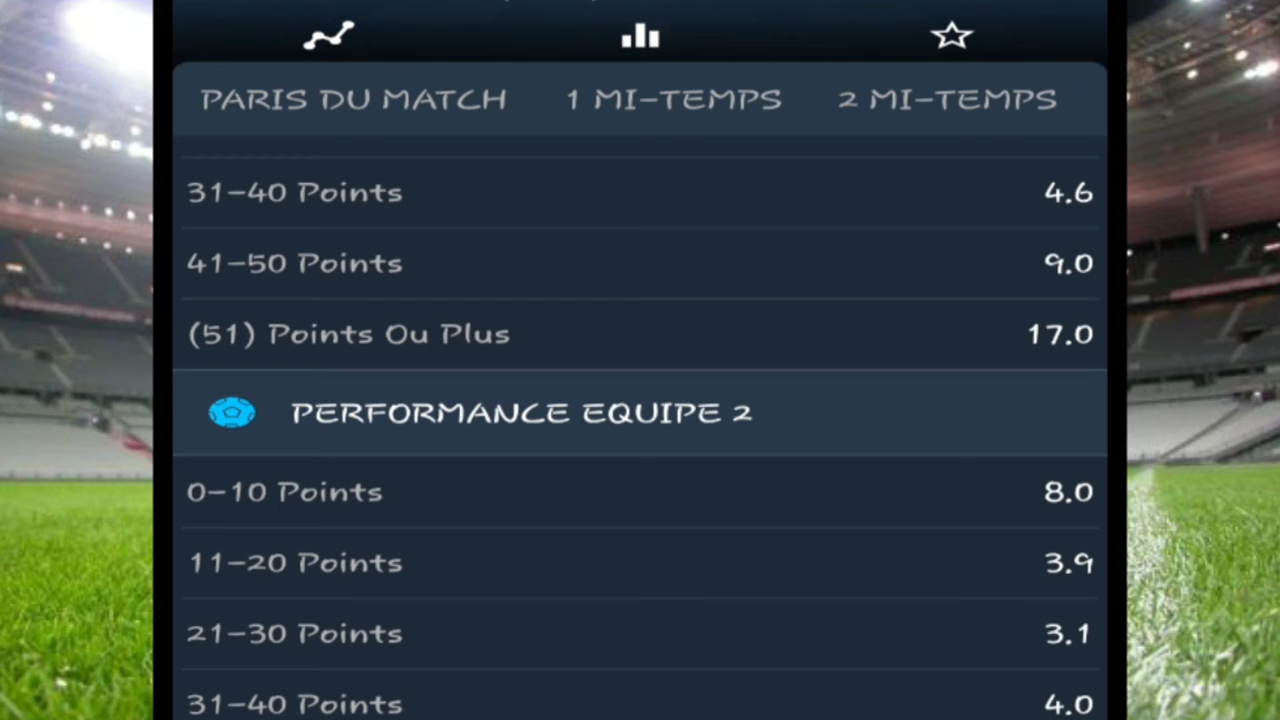 PARIS DU MATCH 1 MI-TEMPS 2 MI-TEMPS
31-40 Points 4.6
41-50 Points 9.0
(51) Points Ou Plus 17.0
PERFORMANCE EQUIPE 2
0-10 Points 8.0
11-20 Points 3.9
21-30 Points 3.1
31-40 Points 4.0